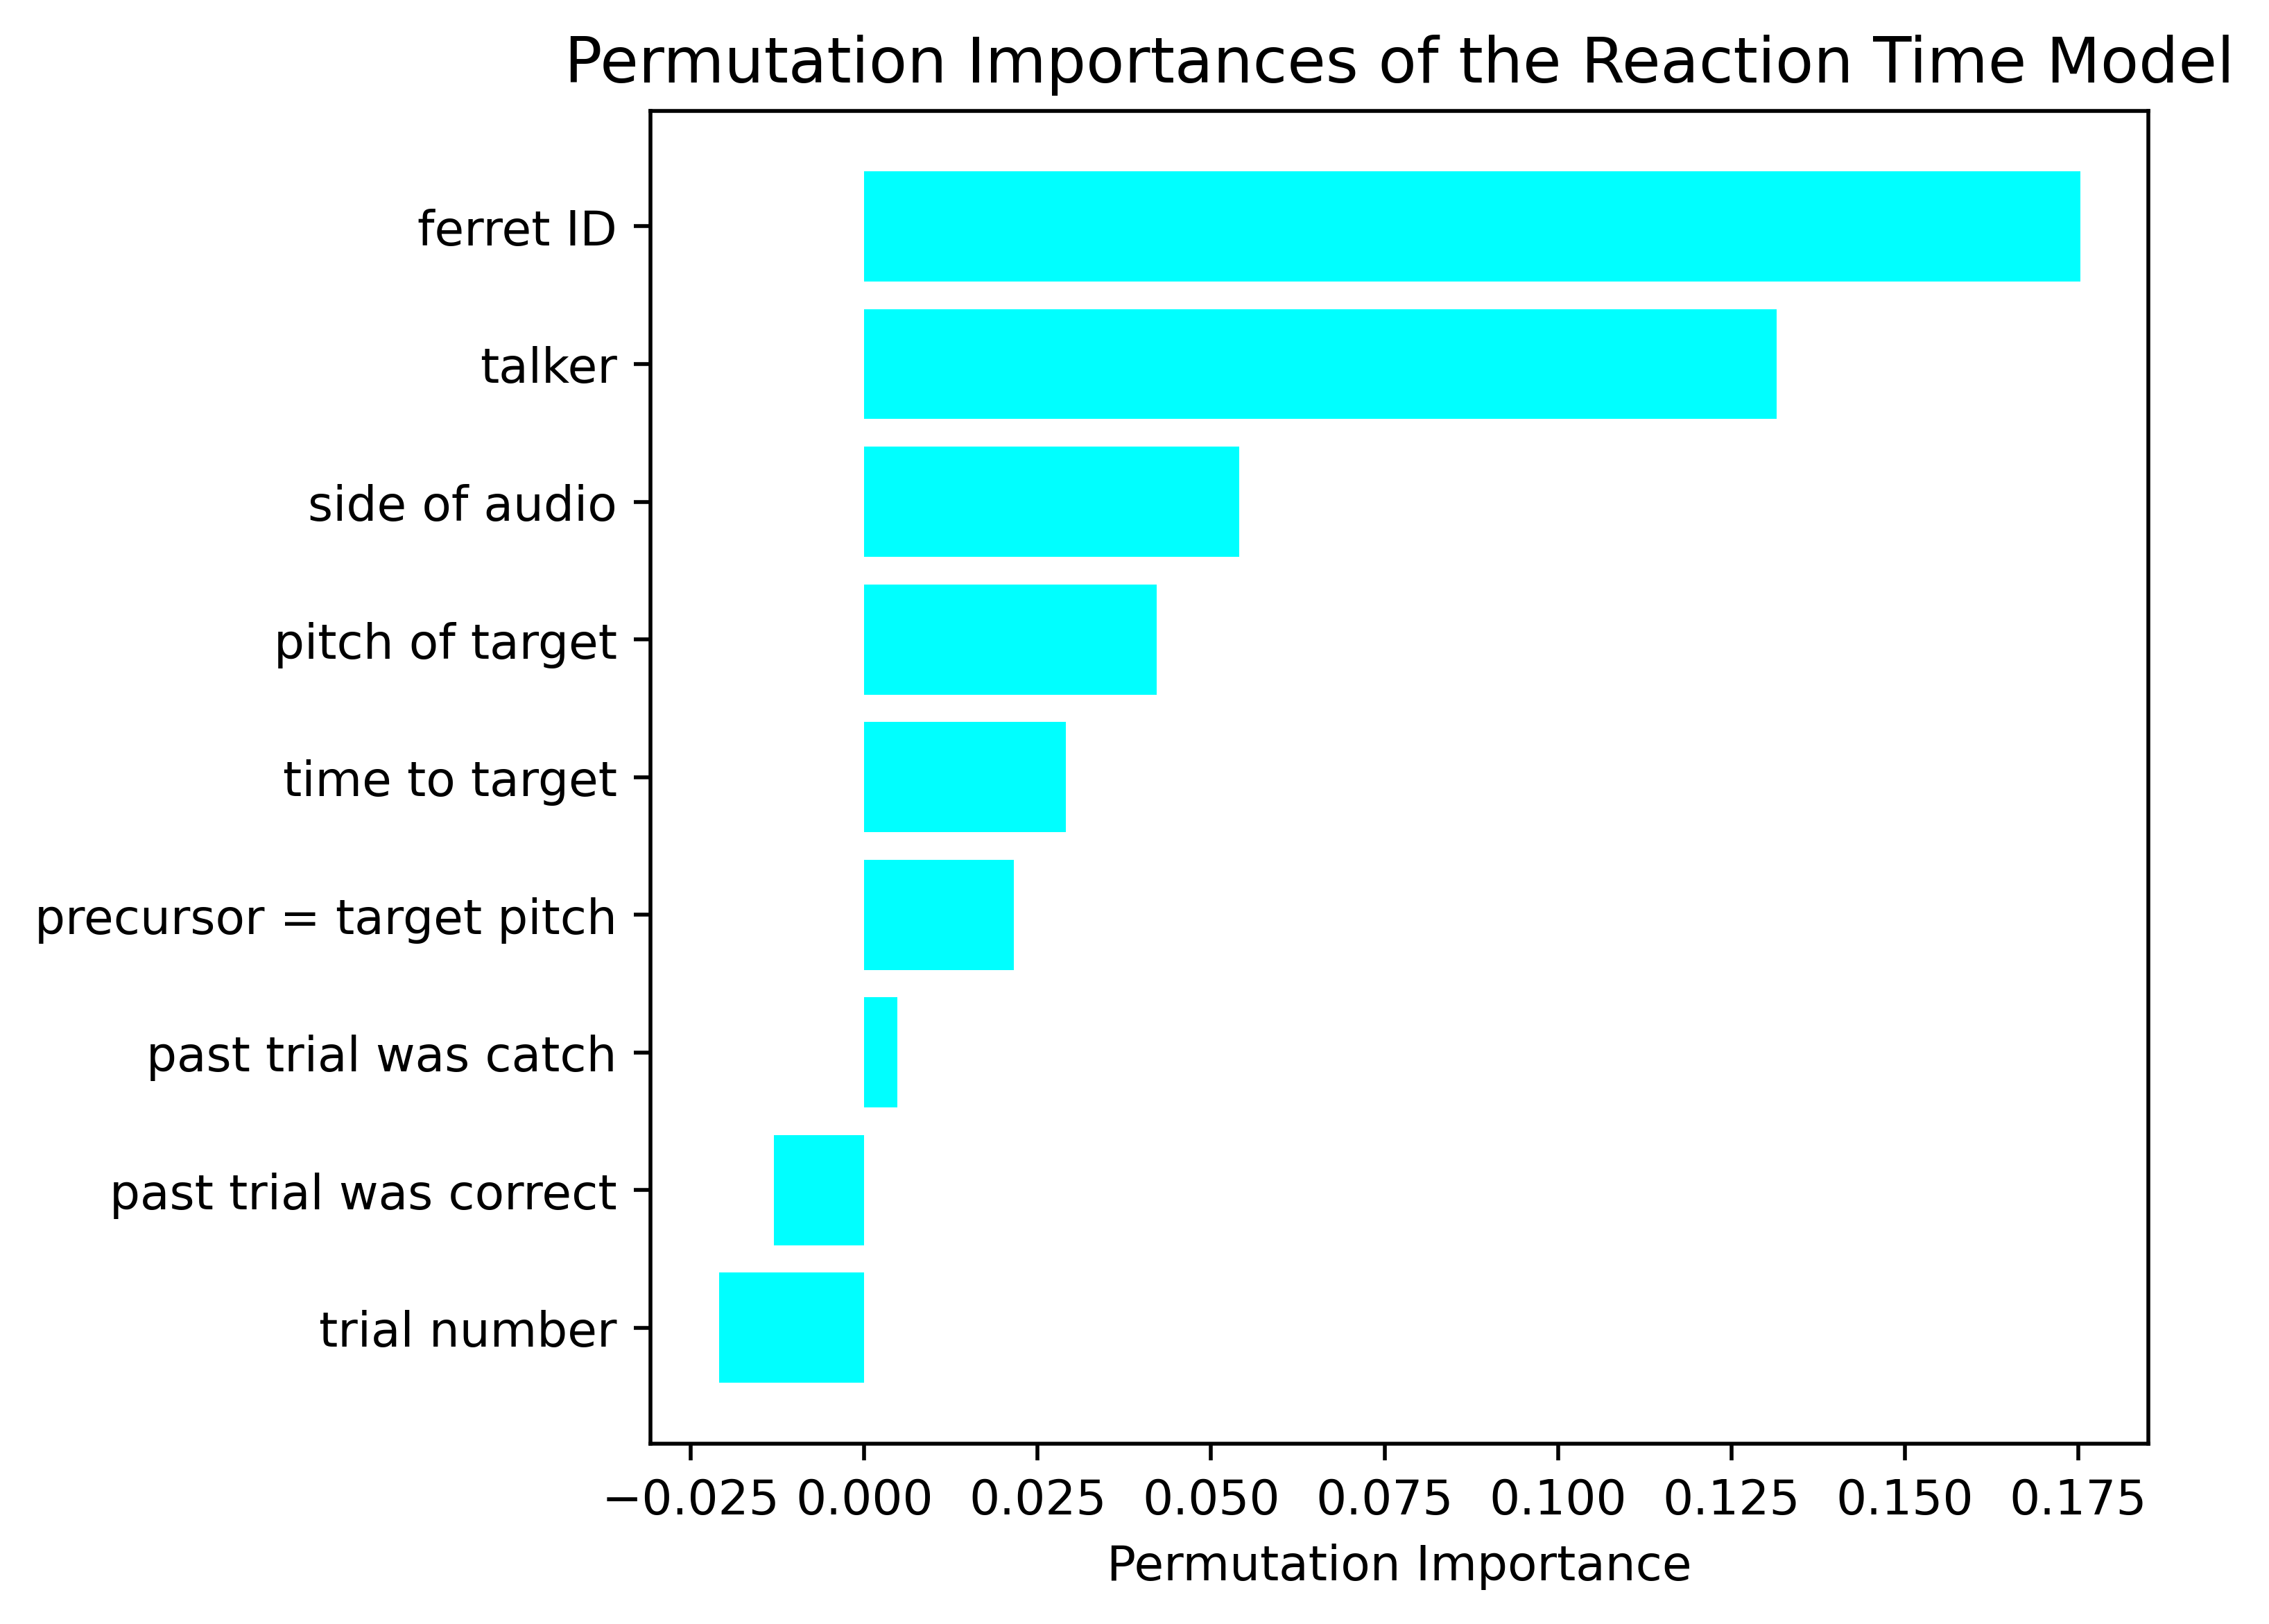 Permutation Importances of the Reaction Time Model
ferret ID
talker
side of audio
pitch of target
time to target
precursor = target pitch
past trial was catch
past trial was correct
trial number
−0.025 0.000 0.025 0.050 0.075 0.100 0.125 0.150 0.175
Permutation Importance